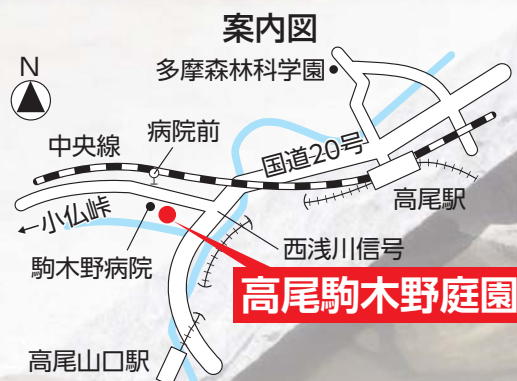 案内図
N
多摩森林科学園
中央線
病院前
国道20号
高尾駅
←小仏峠
駒木野病院
西浅川信号
高尾駒木野庭園
高尾山口駅